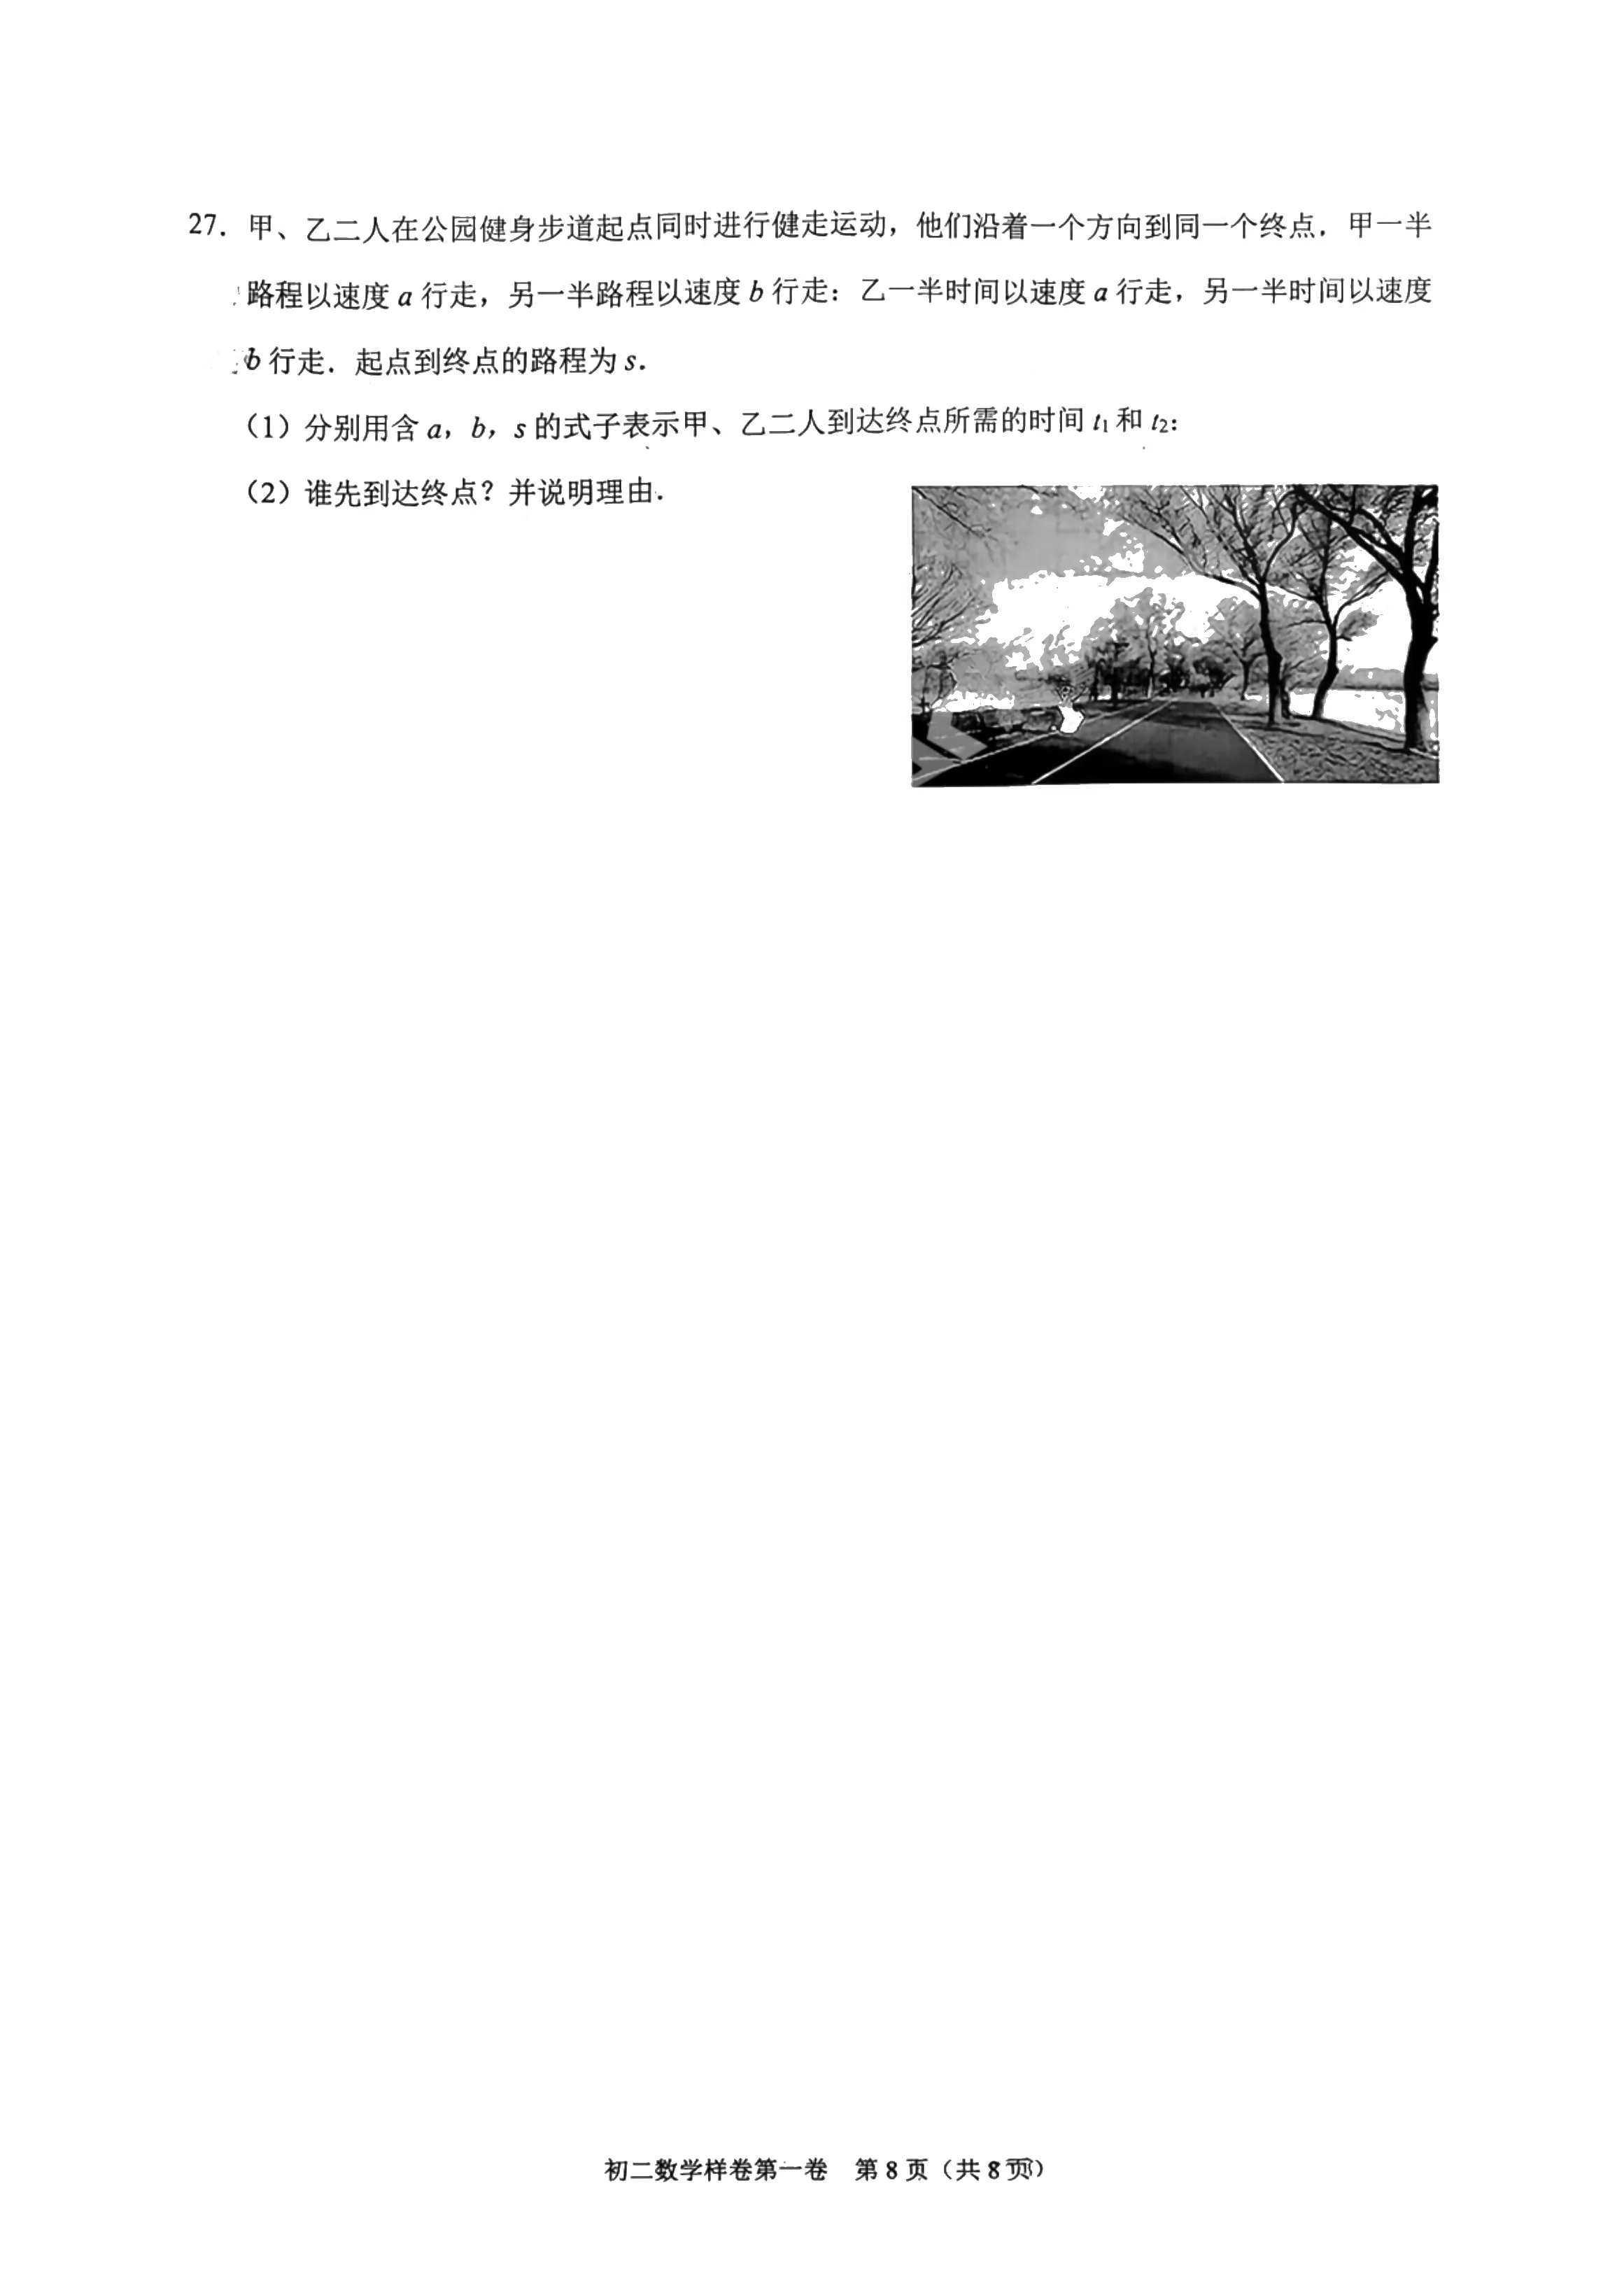 27. 甲、乙二人在公园健身步道起点同时进行健走运动，他们沿着一个方向到同一个终点．甲一半
路程以速度 a 行走，另一半路程以速度 b 行走；乙一半时间以速度 a 行走，另一半时间以速度
b 行走．起点到终点的路程为 s．
（1）分别用含 a，b，s 的式子表示甲、乙二人到达终点所需的时间 t₁ 和 t₂；
（2）谁先到达终点？并说明理由．
初二数学样卷第一卷 第 8 页（共 8 页）